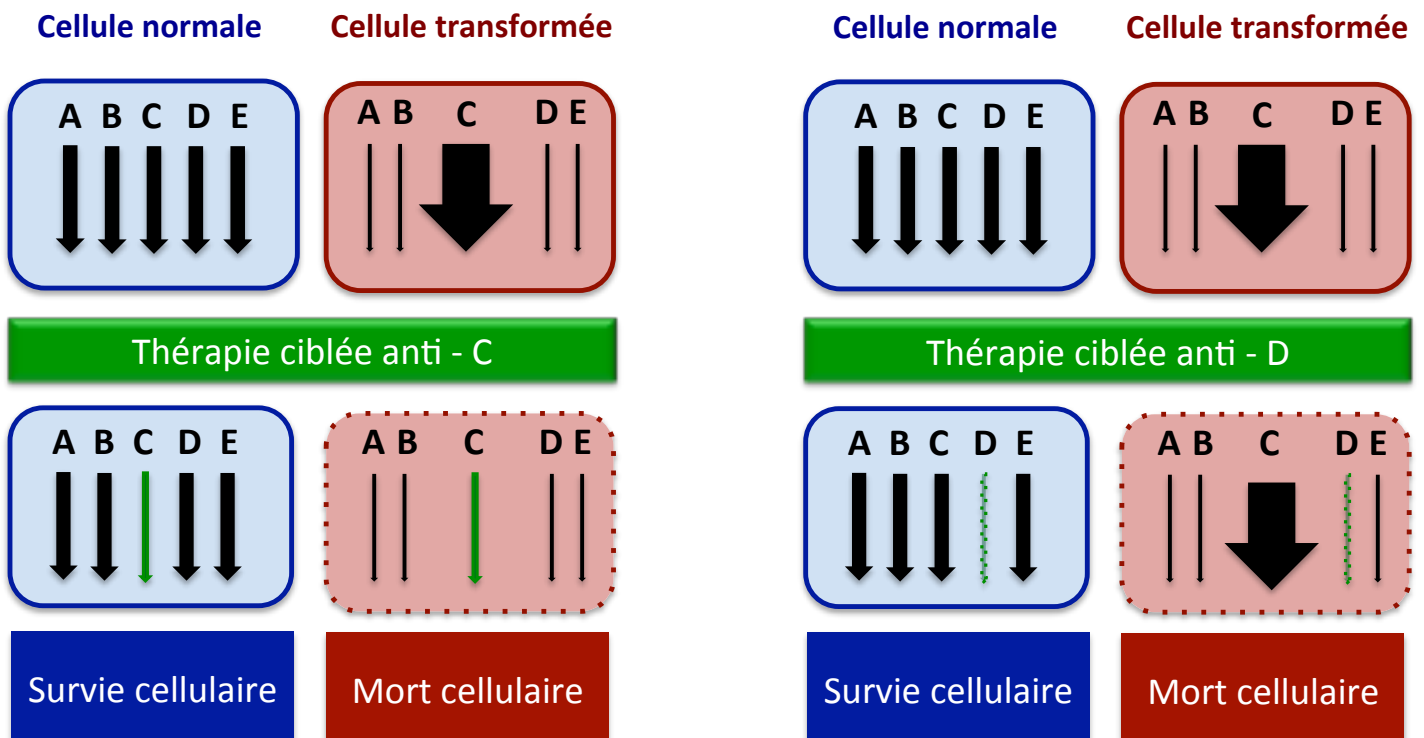 Cellule normale Cellule transformée
A B C D E A B C D E
Thérapie ciblée anti - C
A B C D E A B C D E
Survie cellulaire Mort cellulaire
Cellule normale Cellule transformée
A B C D E A B C D E
Thérapie ciblée anti - D
A B C D E A B C D E
Survie cellulaire Mort cellulaire